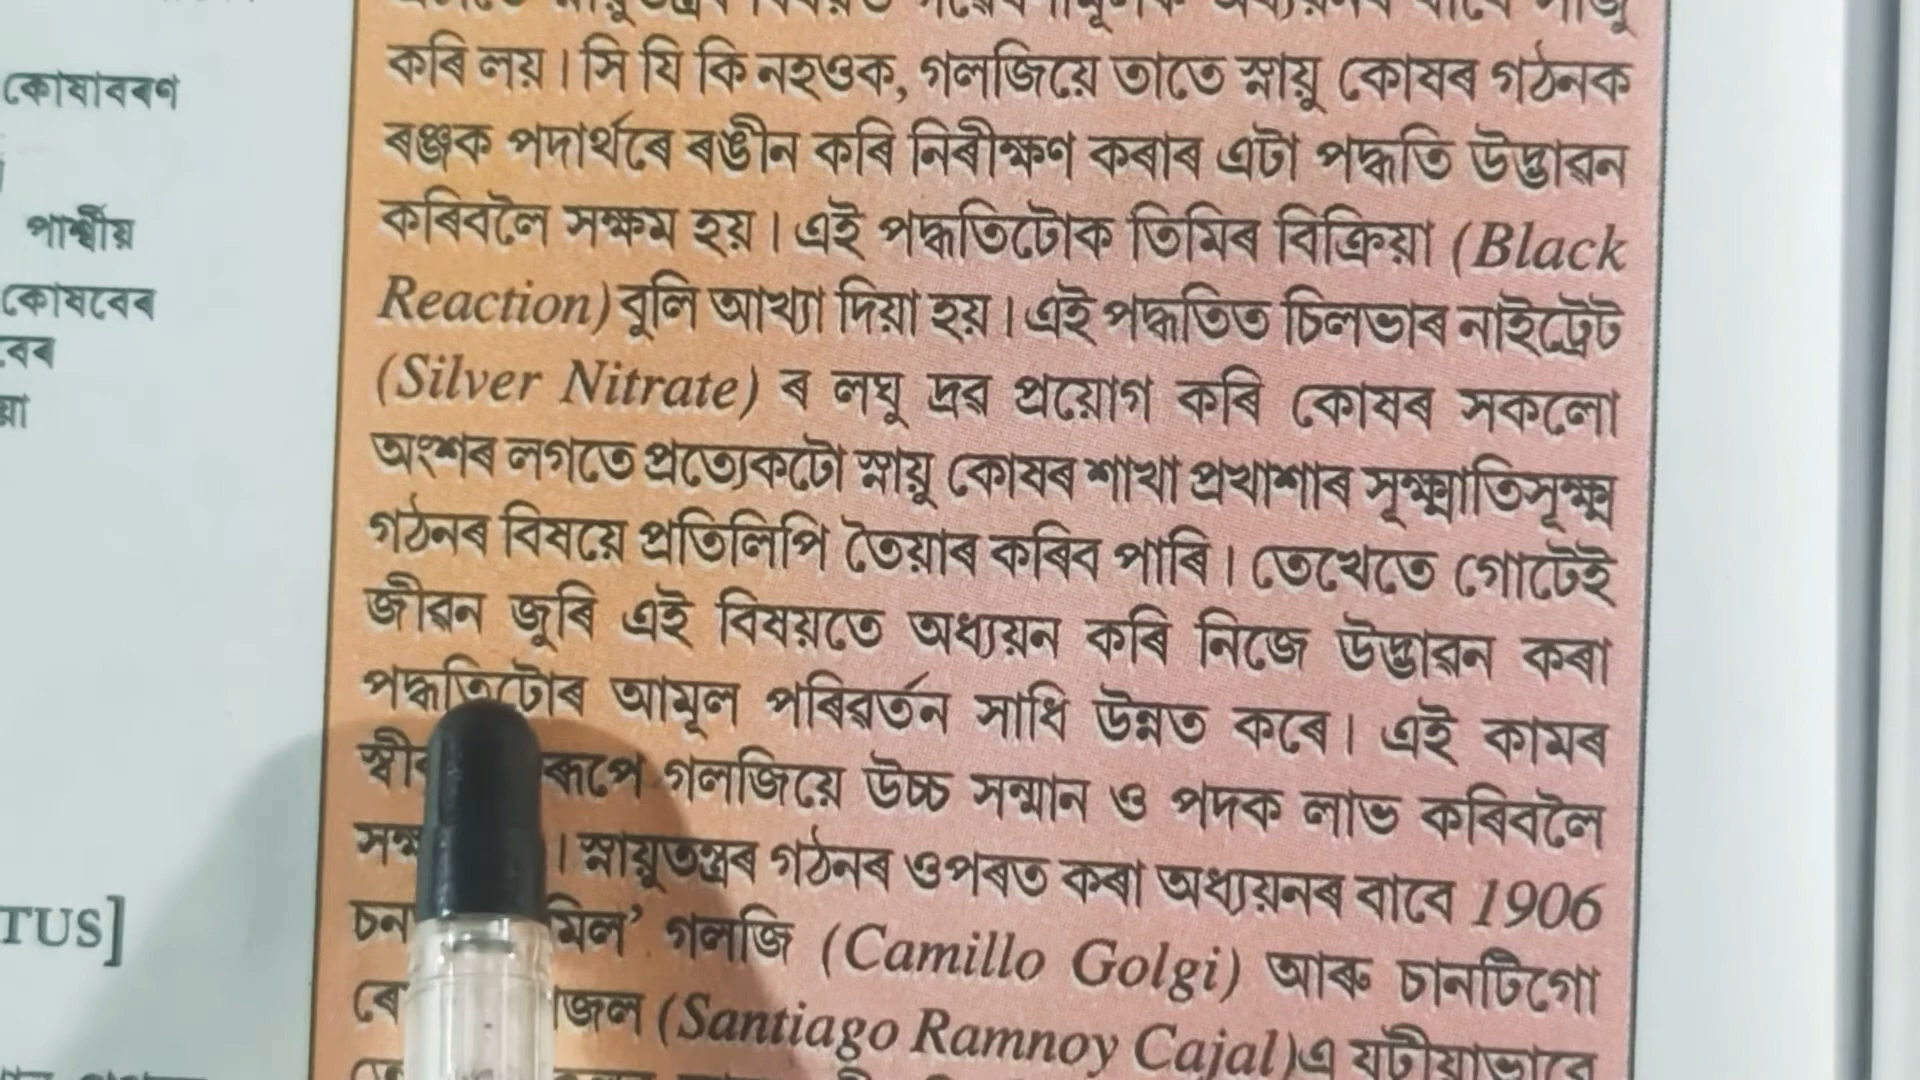 কোষাবৰণ
পাৰ্শ্বীয়
কোষবেৰ
কৰি লয় । সি যি কি নহওক, গলজিয়ে তাতে স্নায়ু কোষৰ গঠনক
ৰঞ্জক পদাৰ্থৰে ৰঙীন কৰি নিৰীক্ষণ কৰাৰ এটা পদ্ধতি উদ্ভাৱন
কৰিবলৈ সক্ষম হয় । এই পদ্ধতিটোক তিমিৰ বিক্ৰিয়া (Black
Reaction) বুলি আখ্যা দিয়া হয় । এই পদ্ধতিত চিলভাৰ নাইট্ৰেট
(Silver Nitrate) ৰ লঘু দ্ৰৱ প্ৰয়োগ কৰি কোষৰ সকলো
অংশৰ লগতে প্ৰত্যেকটো স্নায়ু কোষৰ শাখা প্ৰখাশাৰ সূক্ষ্মাতিসূক্ষ্ম
গঠনৰ বিষয়ে প্ৰতিলিপি তৈয়াৰ কৰিব পাৰি । তেখেতে গোটেই
জীৱন জুৰি এই বিষয়তে অধ্যয়ন কৰি নিজে উদ্ভাৱন কৰা
পদ্ধতিটোৰ আমূল পৰিৱৰ্তন সাধি উন্নত কৰে । এই কামৰ
ৰূপে গলজিয়ে উচ্চ সন্মান ও পদক লাভ কৰিবলৈ
। স্নায়ুতন্ত্ৰৰ গঠনৰ ওপৰত কৰা অধ্যয়নৰ বাবে 1906
চন মিল’ গলজি (Camillo Golgi) আৰু চানটিগো
জল (Santiago Ramnoy Cajal)এ যুটীয়াভাৱে
TUS]